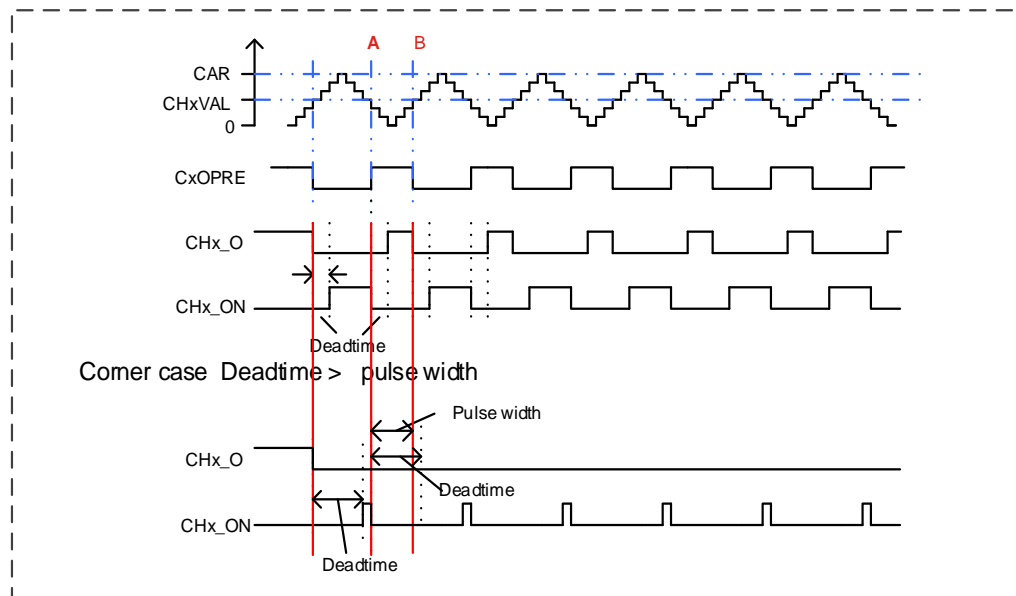 A B
CAR
CHxVAL
0
CxOPRE
CHx_O
CHx_ON
Deadtime
Corner case Deadtime > pulse width
Pulse width
CHx_O
Deadtime
CHx_ON
Deadtime